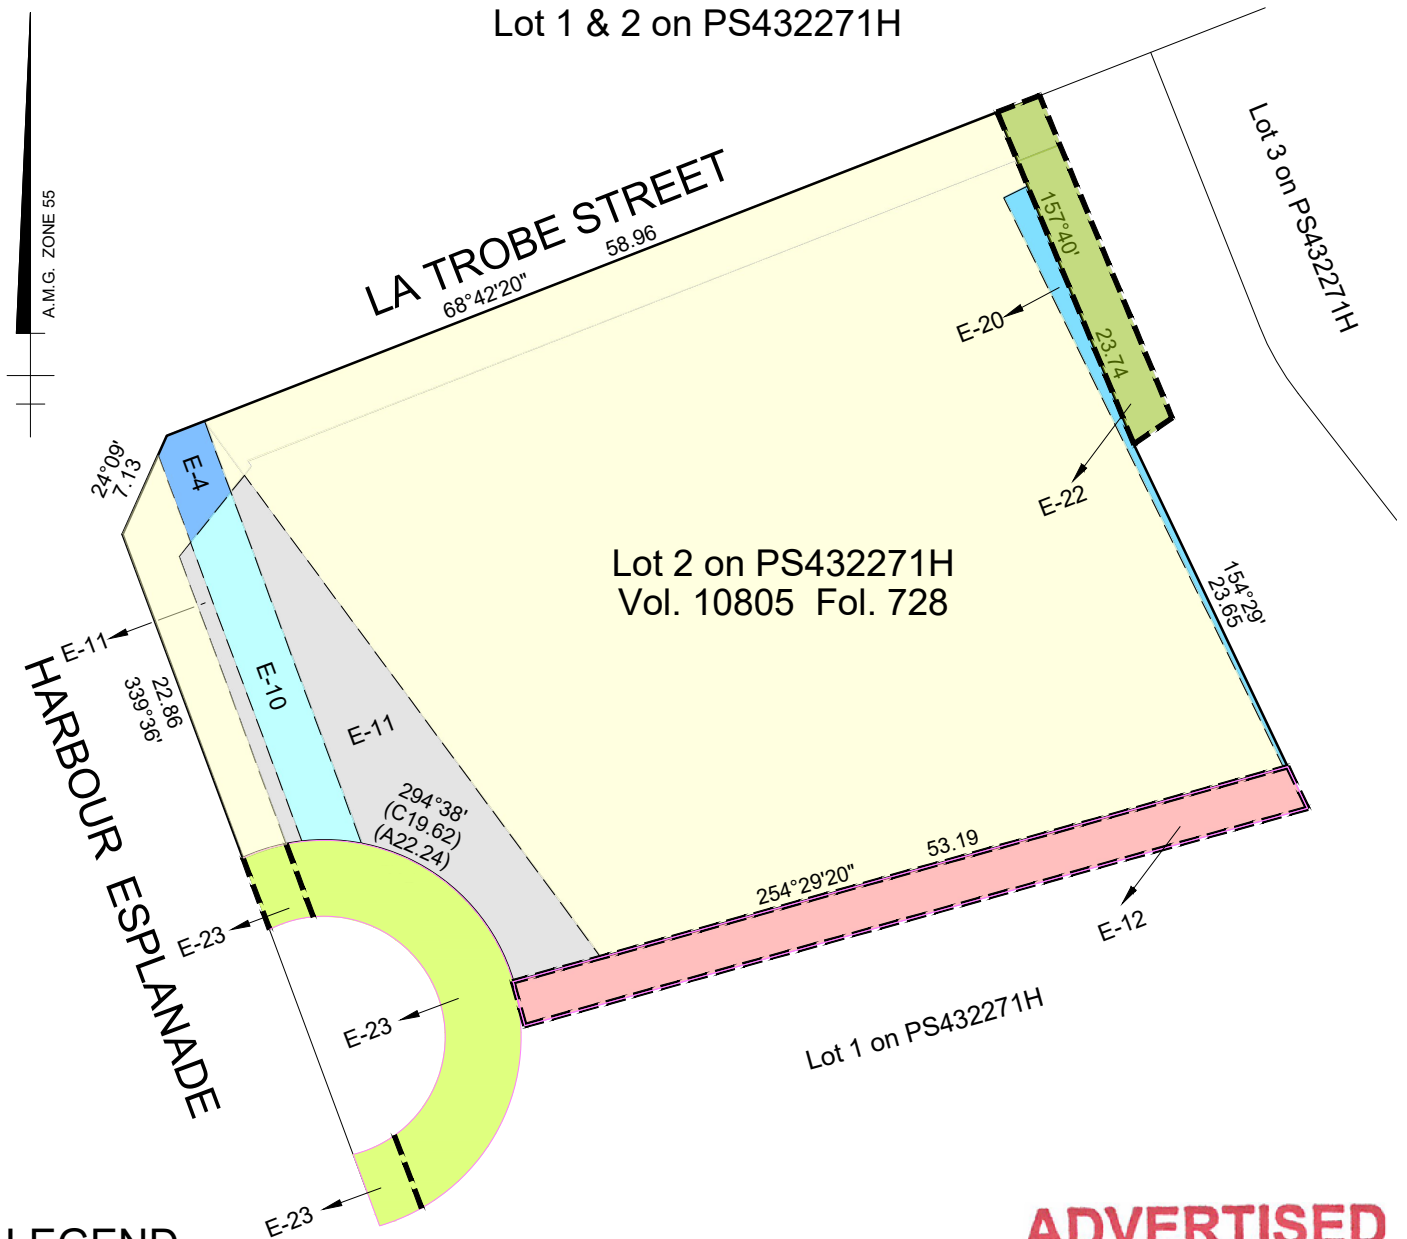 Lot 1 & 2 on PS432271H
A.M.G. ZONE 55
LA TROBE STREET
58.96
68°42'20"
Lot 3 on PS432271H
157°40'
23.74
E-20
E-22
24°09'
7.13
E-4
Lot 2 on PS432271H
Vol. 10805 Fol. 728
154°29'
23.65
E-11
E-10
22.86
339°36'
E-11
HARBOUR ESPLANADE
294°38'
(C19.62)
(A22.24)
53.19
254°29'20"
E-12
E-23
E-23
Lot 1 on PS432271H
E-23
LEGEND
ADVERTISED